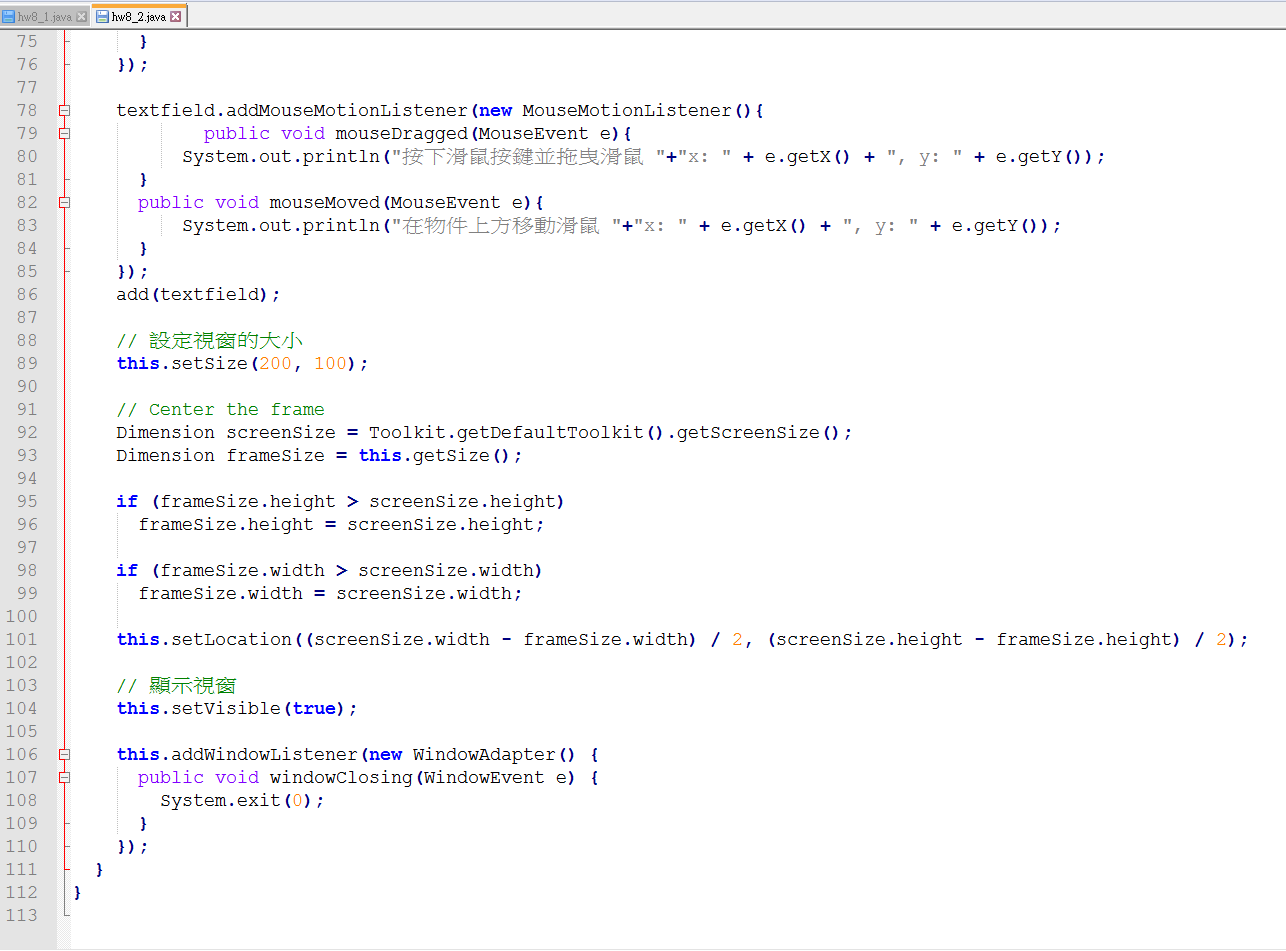 hw8_1.java hw8_2.java
75 }
76 });
77
78 textfield.addMouseMotionListener(new MouseMotionListener(){
79 public void mouseDragged(MouseEvent e){
80 System.out.println("按下滑鼠按鍵並拖曳滑鼠 "+"x: " + e.getX() + ", y: " + e.getY());
81 }
82 public void mouseMoved(MouseEvent e){
83 System.out.println("在物件上方移動滑鼠 "+"x: " + e.getX() + ", y: " + e.getY());
84 }
85 });
86 add(textfield);
87
88 // 設定視窗的大小
89 this.setSize(200, 100);
90
91 // Center the frame
92 Dimension screenSize = Toolkit.getDefaultToolkit().getScreenSize();
93 Dimension frameSize = this.getSize();
94
95 if (frameSize.height > screenSize.height)
96 frameSize.height = screenSize.height;
97
98 if (frameSize.width > screenSize.width)
99 frameSize.width = screenSize.width;
100
101 this.setLocation((screenSize.width - frameSize.width) / 2, (screenSize.height - frameSize.height) / 2);
102
103 // 顯示視窗
104 this.setVisible(true);
105
106 this.addWindowListener(new WindowAdapter() {
107 public void windowClosing(WindowEvent e) {
108 System.exit(0);
109 }
110 });
111 }
112 }
113